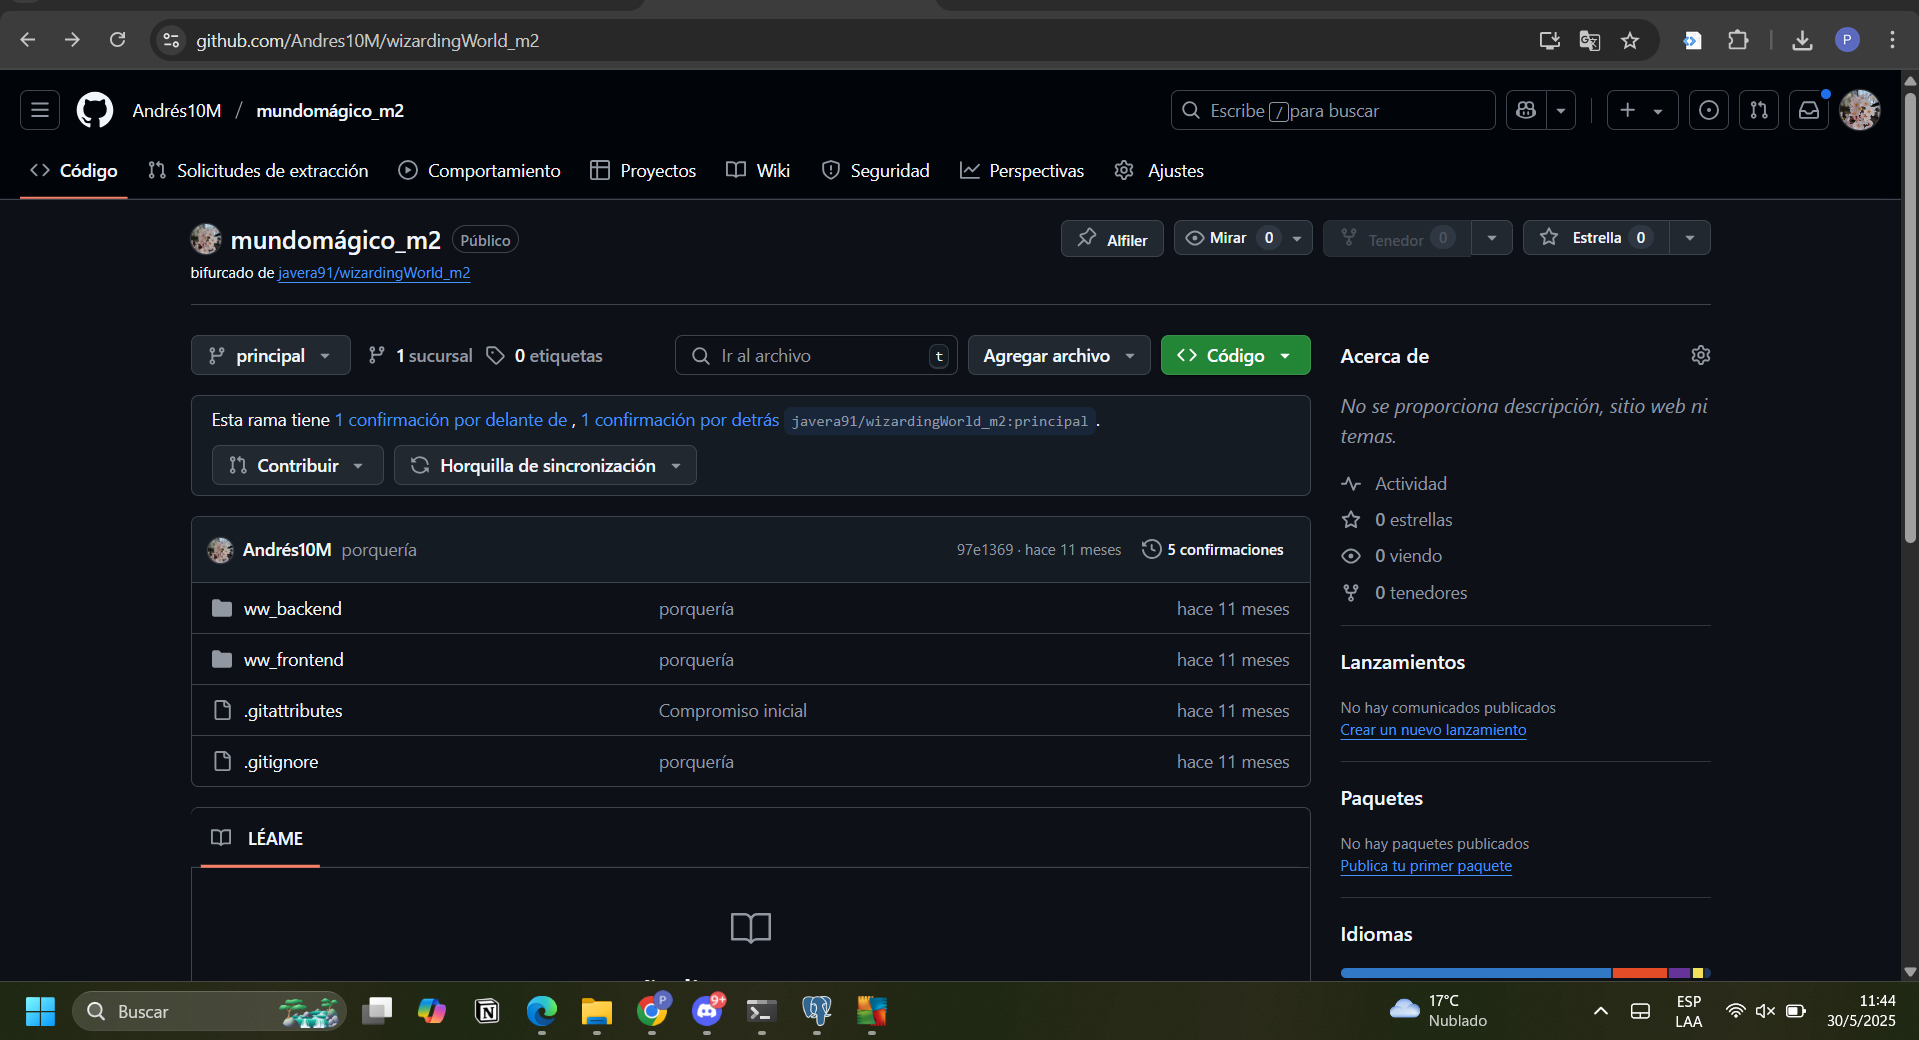 github.com/Andres10M/wizardingWorld_m2
P
Andrés10M / mundomágico_m2
Escribe / para buscar
Código
Solicitudes de extracción
Comportamiento
Proyectos
Wiki
Seguridad
Perspectivas
Ajustes
mundomágico_m2 Público
Alfiler
Mirar 0
Tenedor 0
Estrella 0
bifurcado de javera91/wizardingWorld_m2
principal
1 sucursal
0 etiquetas
Ir al archivo t
Agregar archivo
Código
Esta rama tiene 1 confirmación por delante de , 1 confirmación por detrás javera91/wizardingWorld_m2:principal .
Contribuir
Horquilla de sincronización
Andrés10M porquería 97e1369 · hace 11 meses 5 confirmaciones
ww_backend porquería hace 11 meses
ww_frontend porquería hace 11 meses
.gitattributes Compromiso inicial hace 11 meses
.gitignore porquería hace 11 meses
LÉAME
Acerca de
No se proporciona descripción, sitio web ni
temas.
Actividad
0 estrellas
0 viendo
0 tenedores
Lanzamientos
No hay comunicados publicados
Crear un nuevo lanzamiento
Paquetes
No hay paquetes publicados
Publica tu primer paquete
Idiomas
Buscar
P
9+
17°C
Nublado
ESP
LAA
11:44
30/5/2025